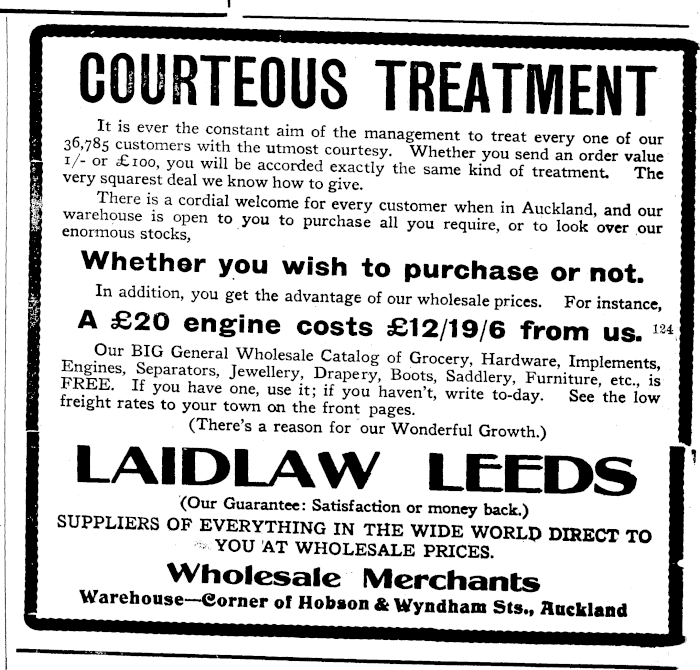 COURTEOUS TREATMENT
It is ever the constant aim of the management to treat every one of our
36,785 customers with the utmost courtesy. Whether you send an order value
1/- or £100, you will be accorded exactly the same kind of treatment. The
very squarest deal we know how to give.
There is a cordial welcome for every customer when in Auckland, and our
warehouse is open to you to purchase all you require, or to look over our
enormous stocks,
Whether you wish to purchase or not.
In addition, you get the advantage of our wholesale prices. For instance,
A £20 engine costs £12/19/6 from us. 124
Our BIG General Wholesale Catalog of Grocery, Hardware, Implements,
Engines, Separators, Jewellery, Drapery, Boots, Saddlery, Furniture, etc., is
FREE. If you have one, use it; if you haven't, write to-day. See the low
freight rates to your town on the front pages.
(There's a reason for our Wonderful Growth.)
LAIDLAW LEEDS
(Our Guarantee: Satisfaction or money back.)
SUPPLIERS OF EVERYTHING IN THE WIDE WORLD DIRECT TO
YOU AT WHOLESALE PRICES.
Wholesale Merchants
Warehouse—Corner of Hobson & Wyndham Sts., Auckland